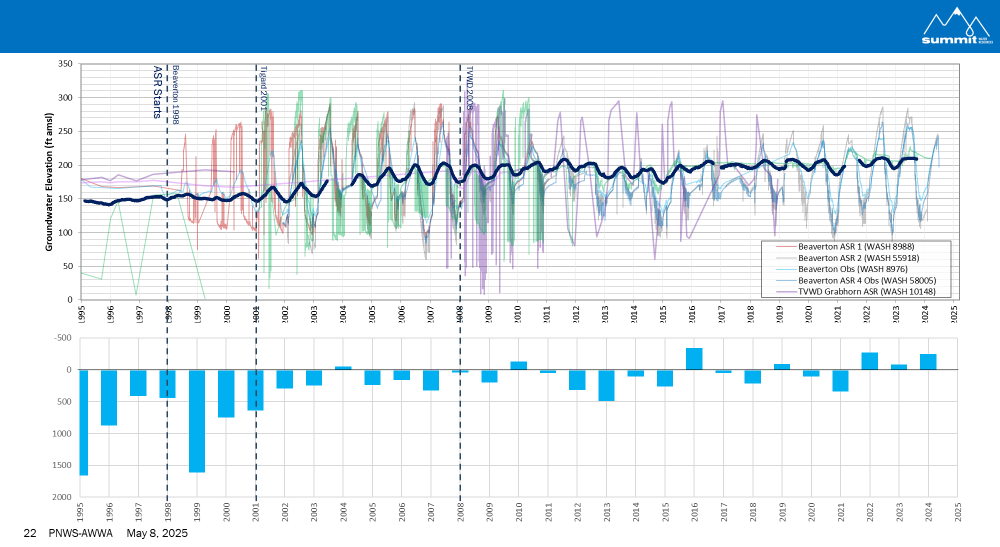 summit WATER RESOURCES
350
300
250
200
150
100
50
0
Groundwater Elevation (ft amsl)
ASR Starts
Beaverton 1998
Tigard 2001
TVWD 2008
Beaverton ASR 1 (WASH 8988)
Beaverton ASR 2 (WASH 55918)
Beaverton Obs (WASH 8976)
Beaverton ASR 4 Obs (WASH 58005)
TVWD Grabhorn ASR (WASH 10148)
1995 1996 1997 1998 1999 2000 2001 2002 2003 2004 2005 2006 2007 2008 2009 2010 2011 2012 2013 2014 2015 2016 2017 2018 2019 2020 2021 2022 2023 2024 2025
-500
0
500
1000
1500
2000
1995 1996 1997 1998 1999 2000 2001 2002 2003 2004 2005 2006 2007 2008 2009 2010 2011 2012 2013 2014 2015 2016 2017 2018 2019 2020 2021 2022 2023 2024 2025
22 PNWS-AWWA May 8, 2025